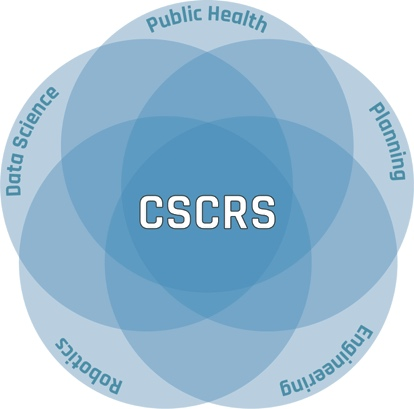 Public Health
Data Science
Planning
CSCRS
Robotics
Engineering